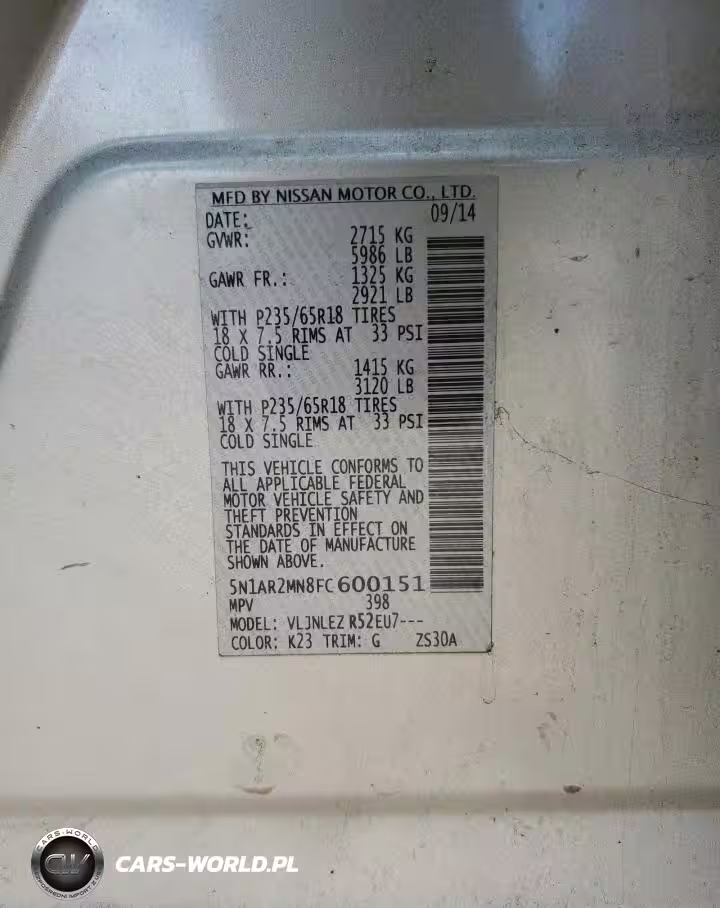 MFD BY NISSAN MOTOR CO., LTD.
DATE: 09/14
GVWR: 2715 KG
5986 LB
GAWR FR.: 1325 KG
2921 LB
WITH P235/65R18 TIRES
18 X 7.5 RIMS AT 33 PSI
COLD SINGLE
GAWR RR.: 1415 KG
3120 LB
WITH P235/65R18 TIRES
18 X 7.5 RIMS AT 33 PSI
COLD SINGLE
THIS VEHICLE CONFORMS TO
ALL APPLICABLE FEDERAL
MOTOR VEHICLE SAFETY AND
THEFT PREVENTION
STANDARDS IN EFFECT ON
THE DATE OF MANUFACTURE
SHOWN ABOVE.
5N1AR2MN8FC600151
MPV 398
MODEL: VLJNLEZ R52EU7---
COLOR: K23 TRIM: G ZS30A
CARS-WORLD
CW
CARS-WORLD.PL